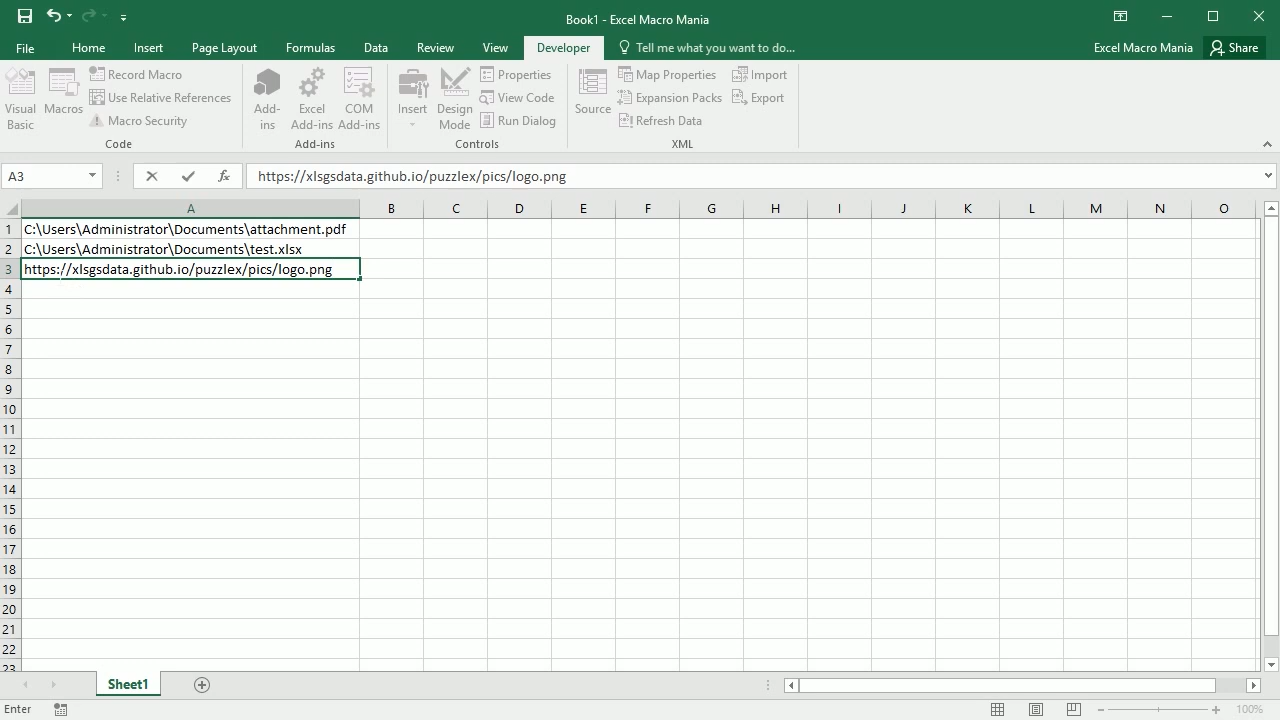 Book1 - Excel Macro Mania
File Home Insert Page Layout Formulas Data Review View Developer Tell me what you want to do... Excel Macro Mania Share
Visual Basic
Macros
Record Macro
Use Relative References
Macro Security
Code
Add-ins
Excel Add-ins
COM Add-ins
Add-ins
Insert
Design Mode
Properties
View Code
Run Dialog
Controls
Source
Map Properties
Expansion Packs
Refresh Data
Import
Export
XML
A3 fx https://xlsgsdata.github.io/puzzlex/pics/logo.png
A B C D E F G H I J K L M N O
1 C:\Users\Administrator\Documents\attachment.pdf
2 C:\Users\Administrator\Documents\test.xlsx
3 https://xlsgsdata.github.io/puzzlex/pics/logo.png
4
5
6
7
8
9
10
11
12
13
14
15
16
17
18
19
20
21
22
23
Sheet1
Enter 100%